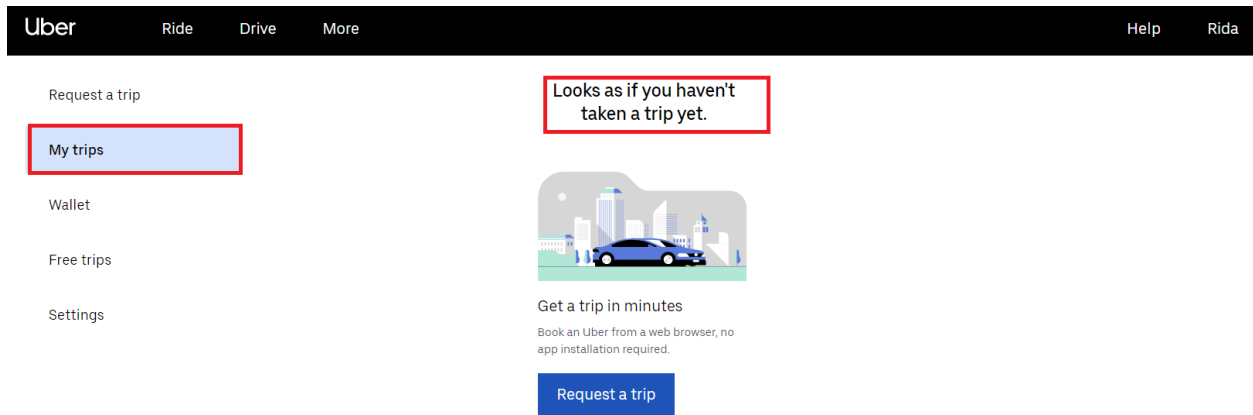 Uber Ride Drive More Help Rida
Request a trip
My trips
Wallet
Free trips
Settings
Looks as if you haven't
taken a trip yet.
Get a trip in minutes
Book an Uber from a web browser, no
app installation required.
Request a trip